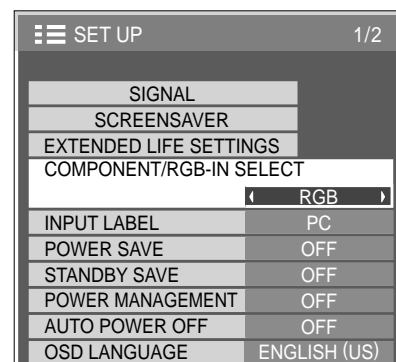 SET UP 1/2
SIGNAL
SCREENSAVER
EXTENDED LIFE SETTINGS
COMPONENT/RGB-IN SELECT
RGB
INPUT LABEL PC
POWER SAVE OFF
STANDBY SAVE OFF
POWER MANAGEMENT OFF
AUTO POWER OFF OFF
OSD LANGUAGE ENGLISH (US)